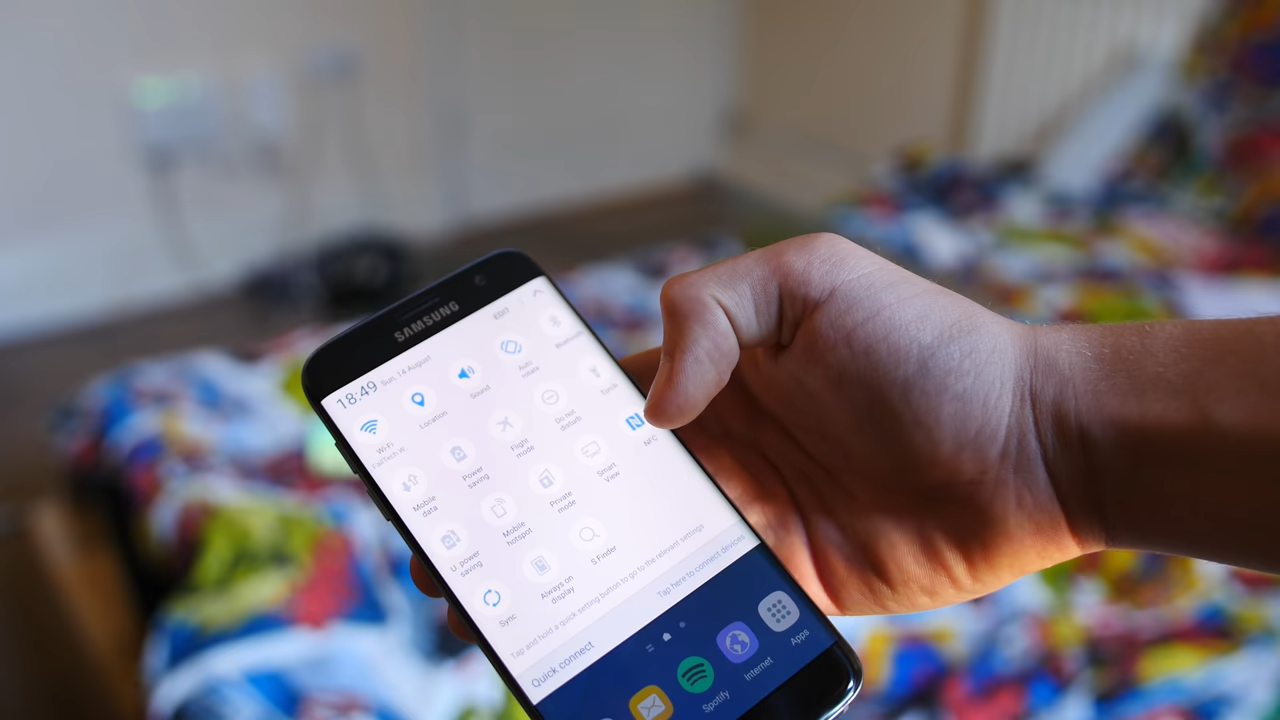 SAMSUNG
18:49 Sun, 14 August
EDIT
Wi-Fi
Location
Sound
Auto
rotate
Bluetooth
Mobile
data
Power
saving
Flight
mode
Do not
disturb
Torch
U. power
saving
Mobile
hotspot
Private
mode
Smart
View
NFC
Sync
Always on
display
S Finder
Tap and hold a quick setting button to go to the relevant settings
Quick connect
Tap here to connect devices
Spotify
Internet
Apps